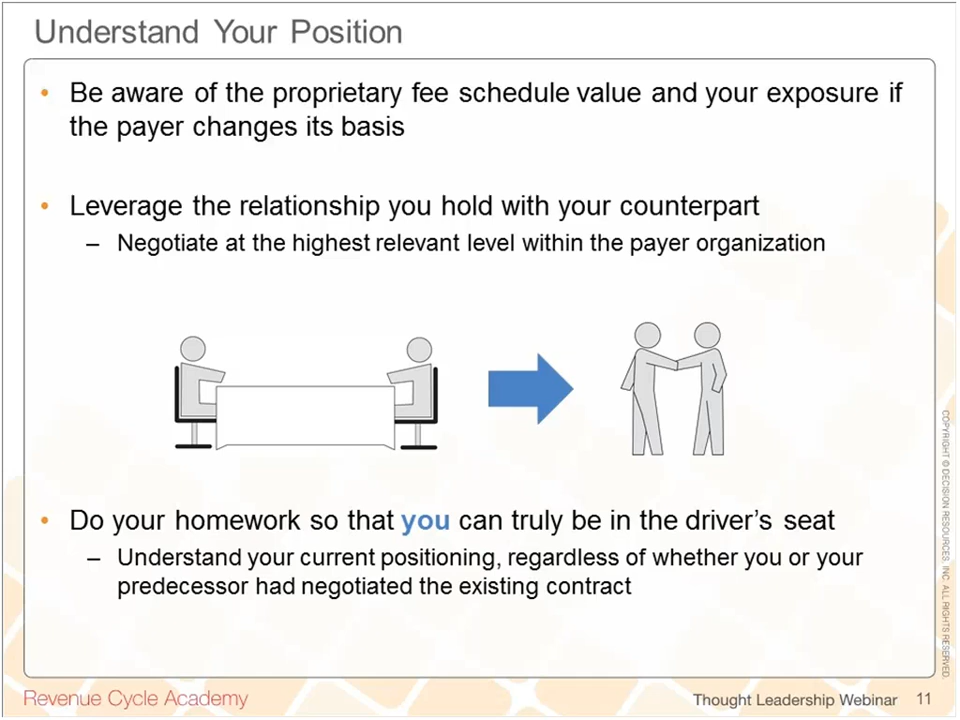 Understand Your Position
• Be aware of the proprietary fee schedule value and your exposure if
the payer changes its basis
• Leverage the relationship you hold with your counterpart
– Negotiate at the highest relevant level within the payer organization
• Do your homework so that you can truly be in the driver's seat
– Understand your current positioning, regardless of whether you or your
predecessor had negotiated the existing contract
COPYRIGHT © DECISION RESOURCES, INC. ALL RIGHTS RESERVED.
Revenue Cycle Academy
Thought Leadership Webinar 11